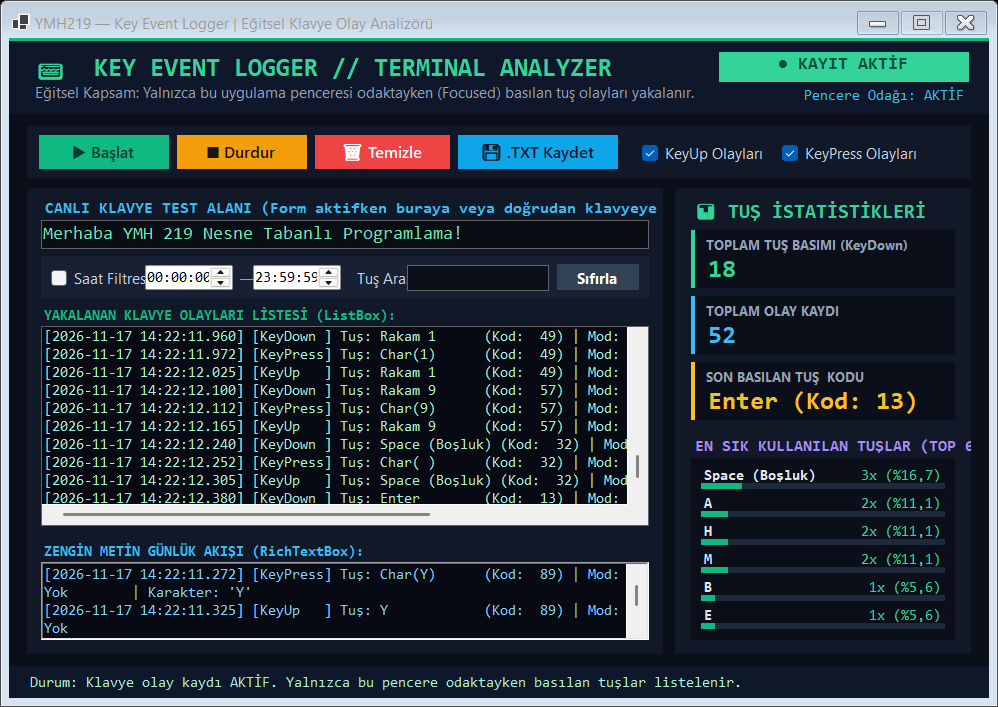 YMH219 — Key Event Logger | Eğitsel Klavye Olay Analizörü
KEY EVENT LOGGER // TERMINAL ANALYZER
● KAYIT AKTİF
Eğitsel Kapsam: Yalnızca bu uygulama penceresi odaktayken (Focused) basılan tuş olayları yakalanır.
Pencere Odağı: AKTİF
▶ Başlat
■ Durdur
Temizle
.TXT Kaydet
KeyUp Olayları
KeyPress Olayları
CANLI KLAVYE TEST ALANI (Form aktifken buraya veya doğrudan klavyeye
Merhaba YMH 219 Nesne Tabanlı Programlama!
Saat Filtres 00:00:00 — 23:59:59 Tuş Ara Sıfırla
YAKALANAN KLAVYE OLAYLARI LİSTESİ (ListBox):
[2026-11-17 14:22:11.960] [KeyDown ] Tuş: Rakam 1      (Kod:  49) | Mod:
[2026-11-17 14:22:11.972] [KeyPress] Tuş: Char(1)      (Kod:  49) | Mod:
[2026-11-17 14:22:12.025] [KeyUp   ] Tuş: Rakam 1      (Kod:  49) | Mod:
[2026-11-17 14:22:12.100] [KeyDown ] Tuş: Rakam 9      (Kod:  57) | Mod:
[2026-11-17 14:22:12.112] [KeyPress] Tuş: Char(9)      (Kod:  57) | Mod:
[2026-11-17 14:22:12.165] [KeyUp   ] Tuş: Rakam 9      (Kod:  57) | Mod:
[2026-11-17 14:22:12.240] [KeyDown ] Tuş: Space (Boşluk) (Kod:  32) | Mod
[2026-11-17 14:22:12.252] [KeyPress] Tuş: Char( )      (Kod:  32) | Mod:
[2026-11-17 14:22:12.305] [KeyUp   ] Tuş: Space (Boşluk) (Kod:  32) | Mod
[2026-11-17 14:22:12.380] [KeyDown ] Tuş: Enter        (Kod:  13) | Mod:
ZENGİN METİN GÜNLÜK AKIŞI (RichTextBox):
[2026-11-17 14:22:11.272] [KeyPress] Tuş: Char(Y)      (Kod:  89) | Mod:
Yok        | Karakter: 'Y'
[2026-11-17 14:22:11.325] [KeyUp   ] Tuş: Y            (Kod:  89) | Mod:
Yok
TUŞ İSTATİSTİKLERİ
TOPLAM TUŞ BASIMI (KeyDown)
18
TOPLAM OLAY KAYDI
52
SON BASILAN TUŞ KODU
Enter (Kod: 13)
EN SIK KULLANILAN TUŞLAR (TOP 6
Space (Boşluk) 3x (%16,7)
A 2x (%11,1)
H 2x (%11,1)
M 2x (%11,1)
B 1x (%5,6)
E 1x (%5,6)
Durum: Klavye olay kaydı AKTİF. Yalnızca bu pencere odaktayken basılan tuşlar listelenir.